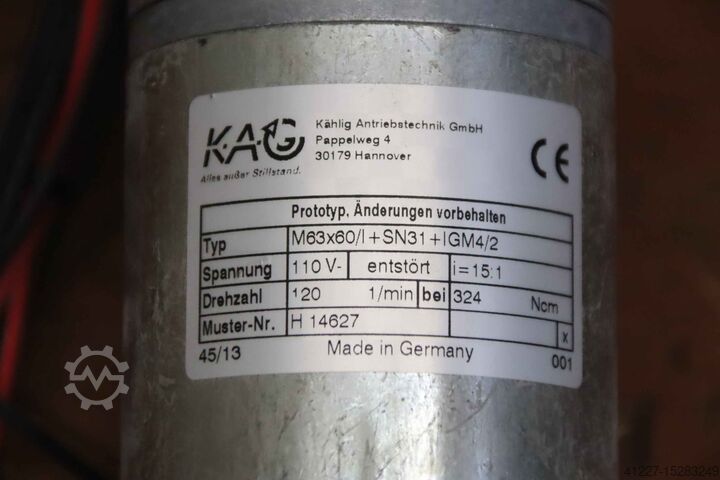 KAG
Alles außer Stillstand.
Kählig Antriebstechnik GmbH
Pappelweg 4
30179 Hannover
CE
Prototyp, Änderungen vorbehalten
Typ M63x60/I+SN31+IGM4/2
Spannung 110 V- entstört i=15:1
Drehzahl 120 1/min bei 324 Ncm
Muster-Nr. H 14627 x
45/13 Made in Germany 001
41227-15283249